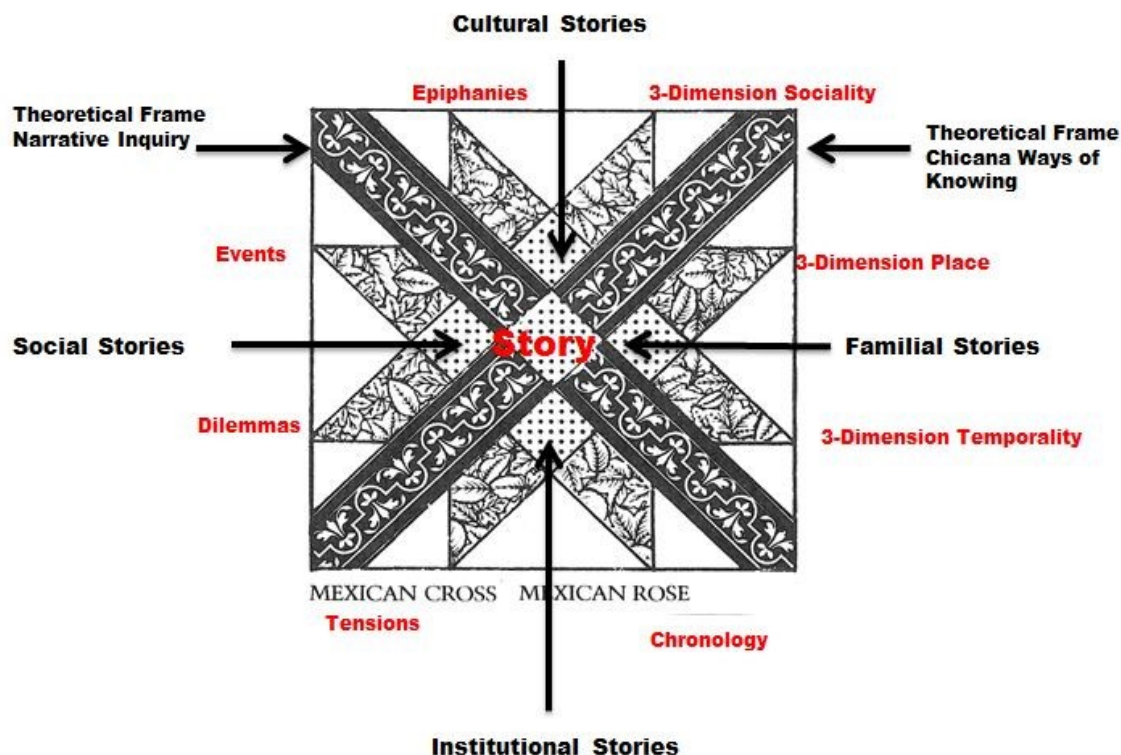 Cultural Stories
Epiphanies
3-Dimension Sociality
Theoretical Frame
Narrative Inquiry
Theoretical Frame
Chicana Ways of
Knowing
Events
3-Dimension Place
Social Stories
Story
Familial Stories
Dilemmas
3-Dimension Temporality
MEXICAN CROSS MEXICAN ROSE
Tensions
Chronology
Institutional Stories